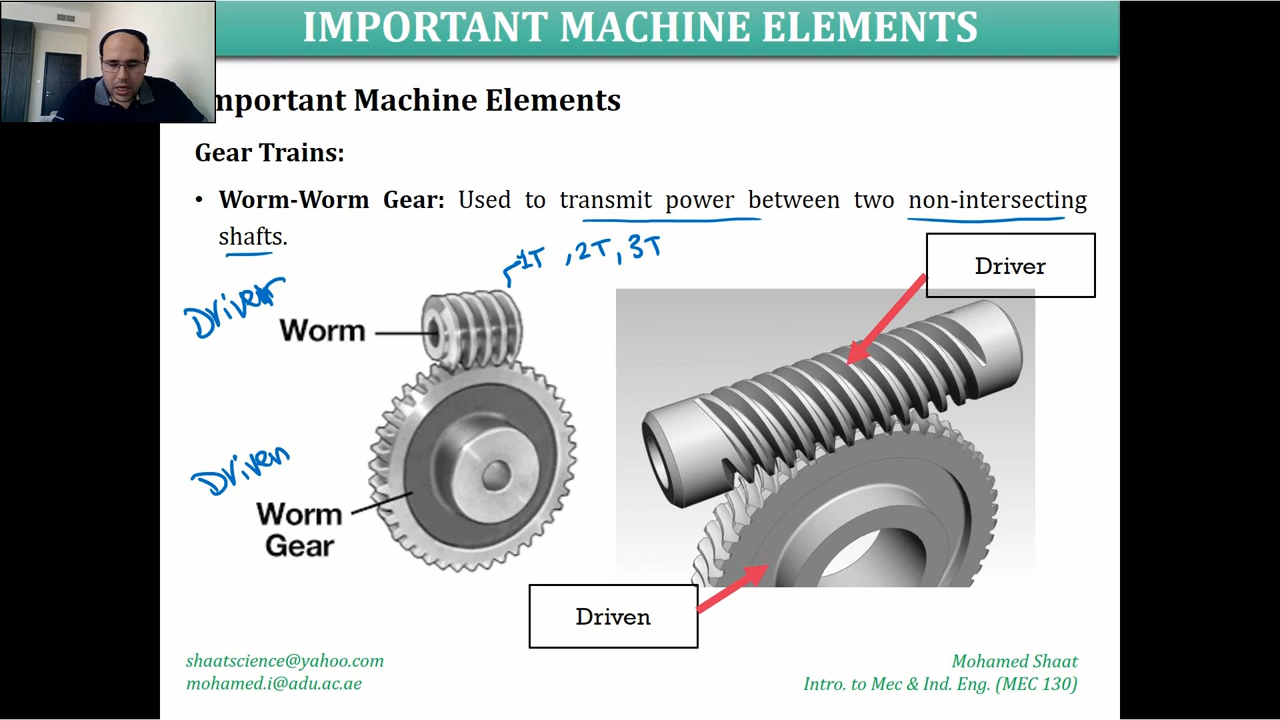 IMPORTANT MACHINE ELEMENTS
mportant Machine Elements
Gear Trains:
• Worm-Worm Gear: Used to transmit power between two non-intersecting
shafts.
1T , 2T, 3T
Driver
Driver
Worm
Driven
Worm
Gear
Driven
shaatscience@yahoo.com
mohamed.i@adu.ac.ae
Mohamed Shaat
Intro. to Mec & Ind. Eng. (MEC 130)